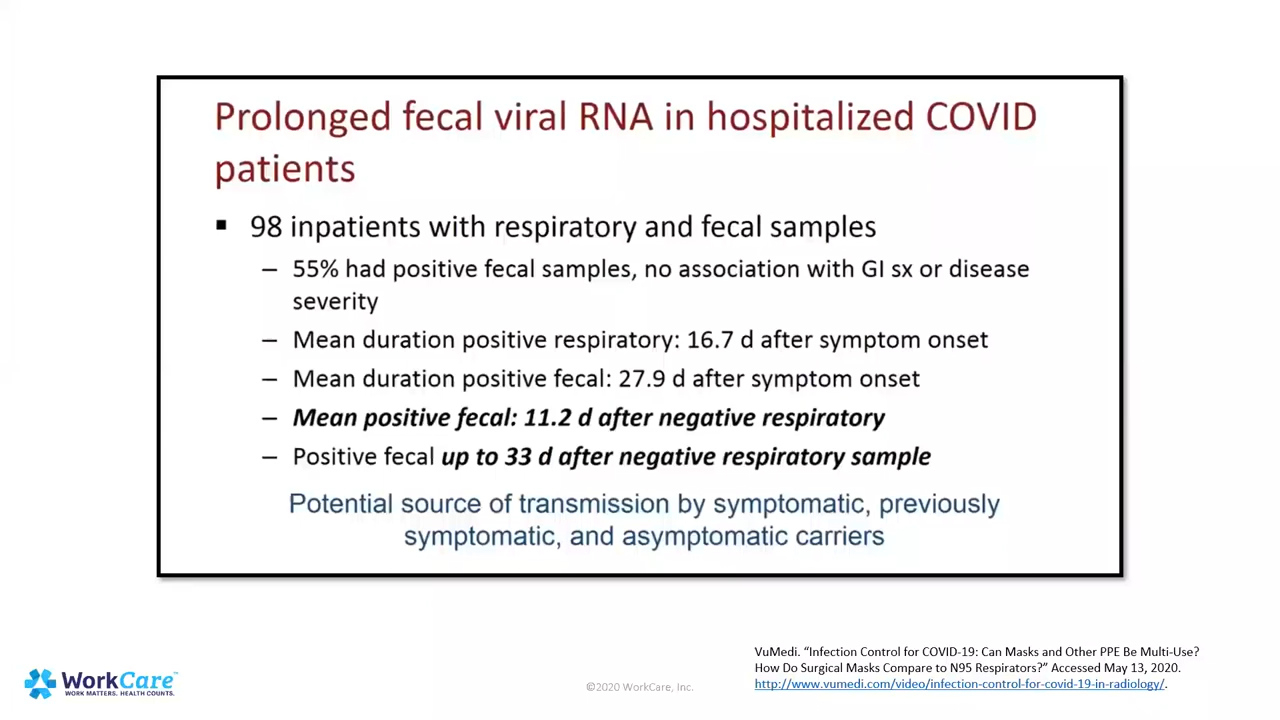 Prolonged fecal viral RNA in hospitalized COVID
patients
▪ 98 inpatients with respiratory and fecal samples
– 55% had positive fecal samples, no association with GI sx or disease
severity
– Mean duration positive respiratory: 16.7 d after symptom onset
– Mean duration positive fecal: 27.9 d after symptom onset
– Mean positive fecal: 11.2 d after negative respiratory
– Positive fecal up to 33 d after negative respiratory sample
Potential source of transmission by symptomatic, previously
symptomatic, and asymptomatic carriers
WorkCare™
WORK MATTERS. HEALTH COUNTS.
©2020 WorkCare, Inc.
VuMedi. “Infection Control for COVID-19: Can Masks and Other PPE Be Multi-Use?
How Do Surgical Masks Compare to N95 Respirators?” Accessed May 13, 2020.
http://www.vumedi.com/video/infection-control-for-covid-19-in-radiology/.